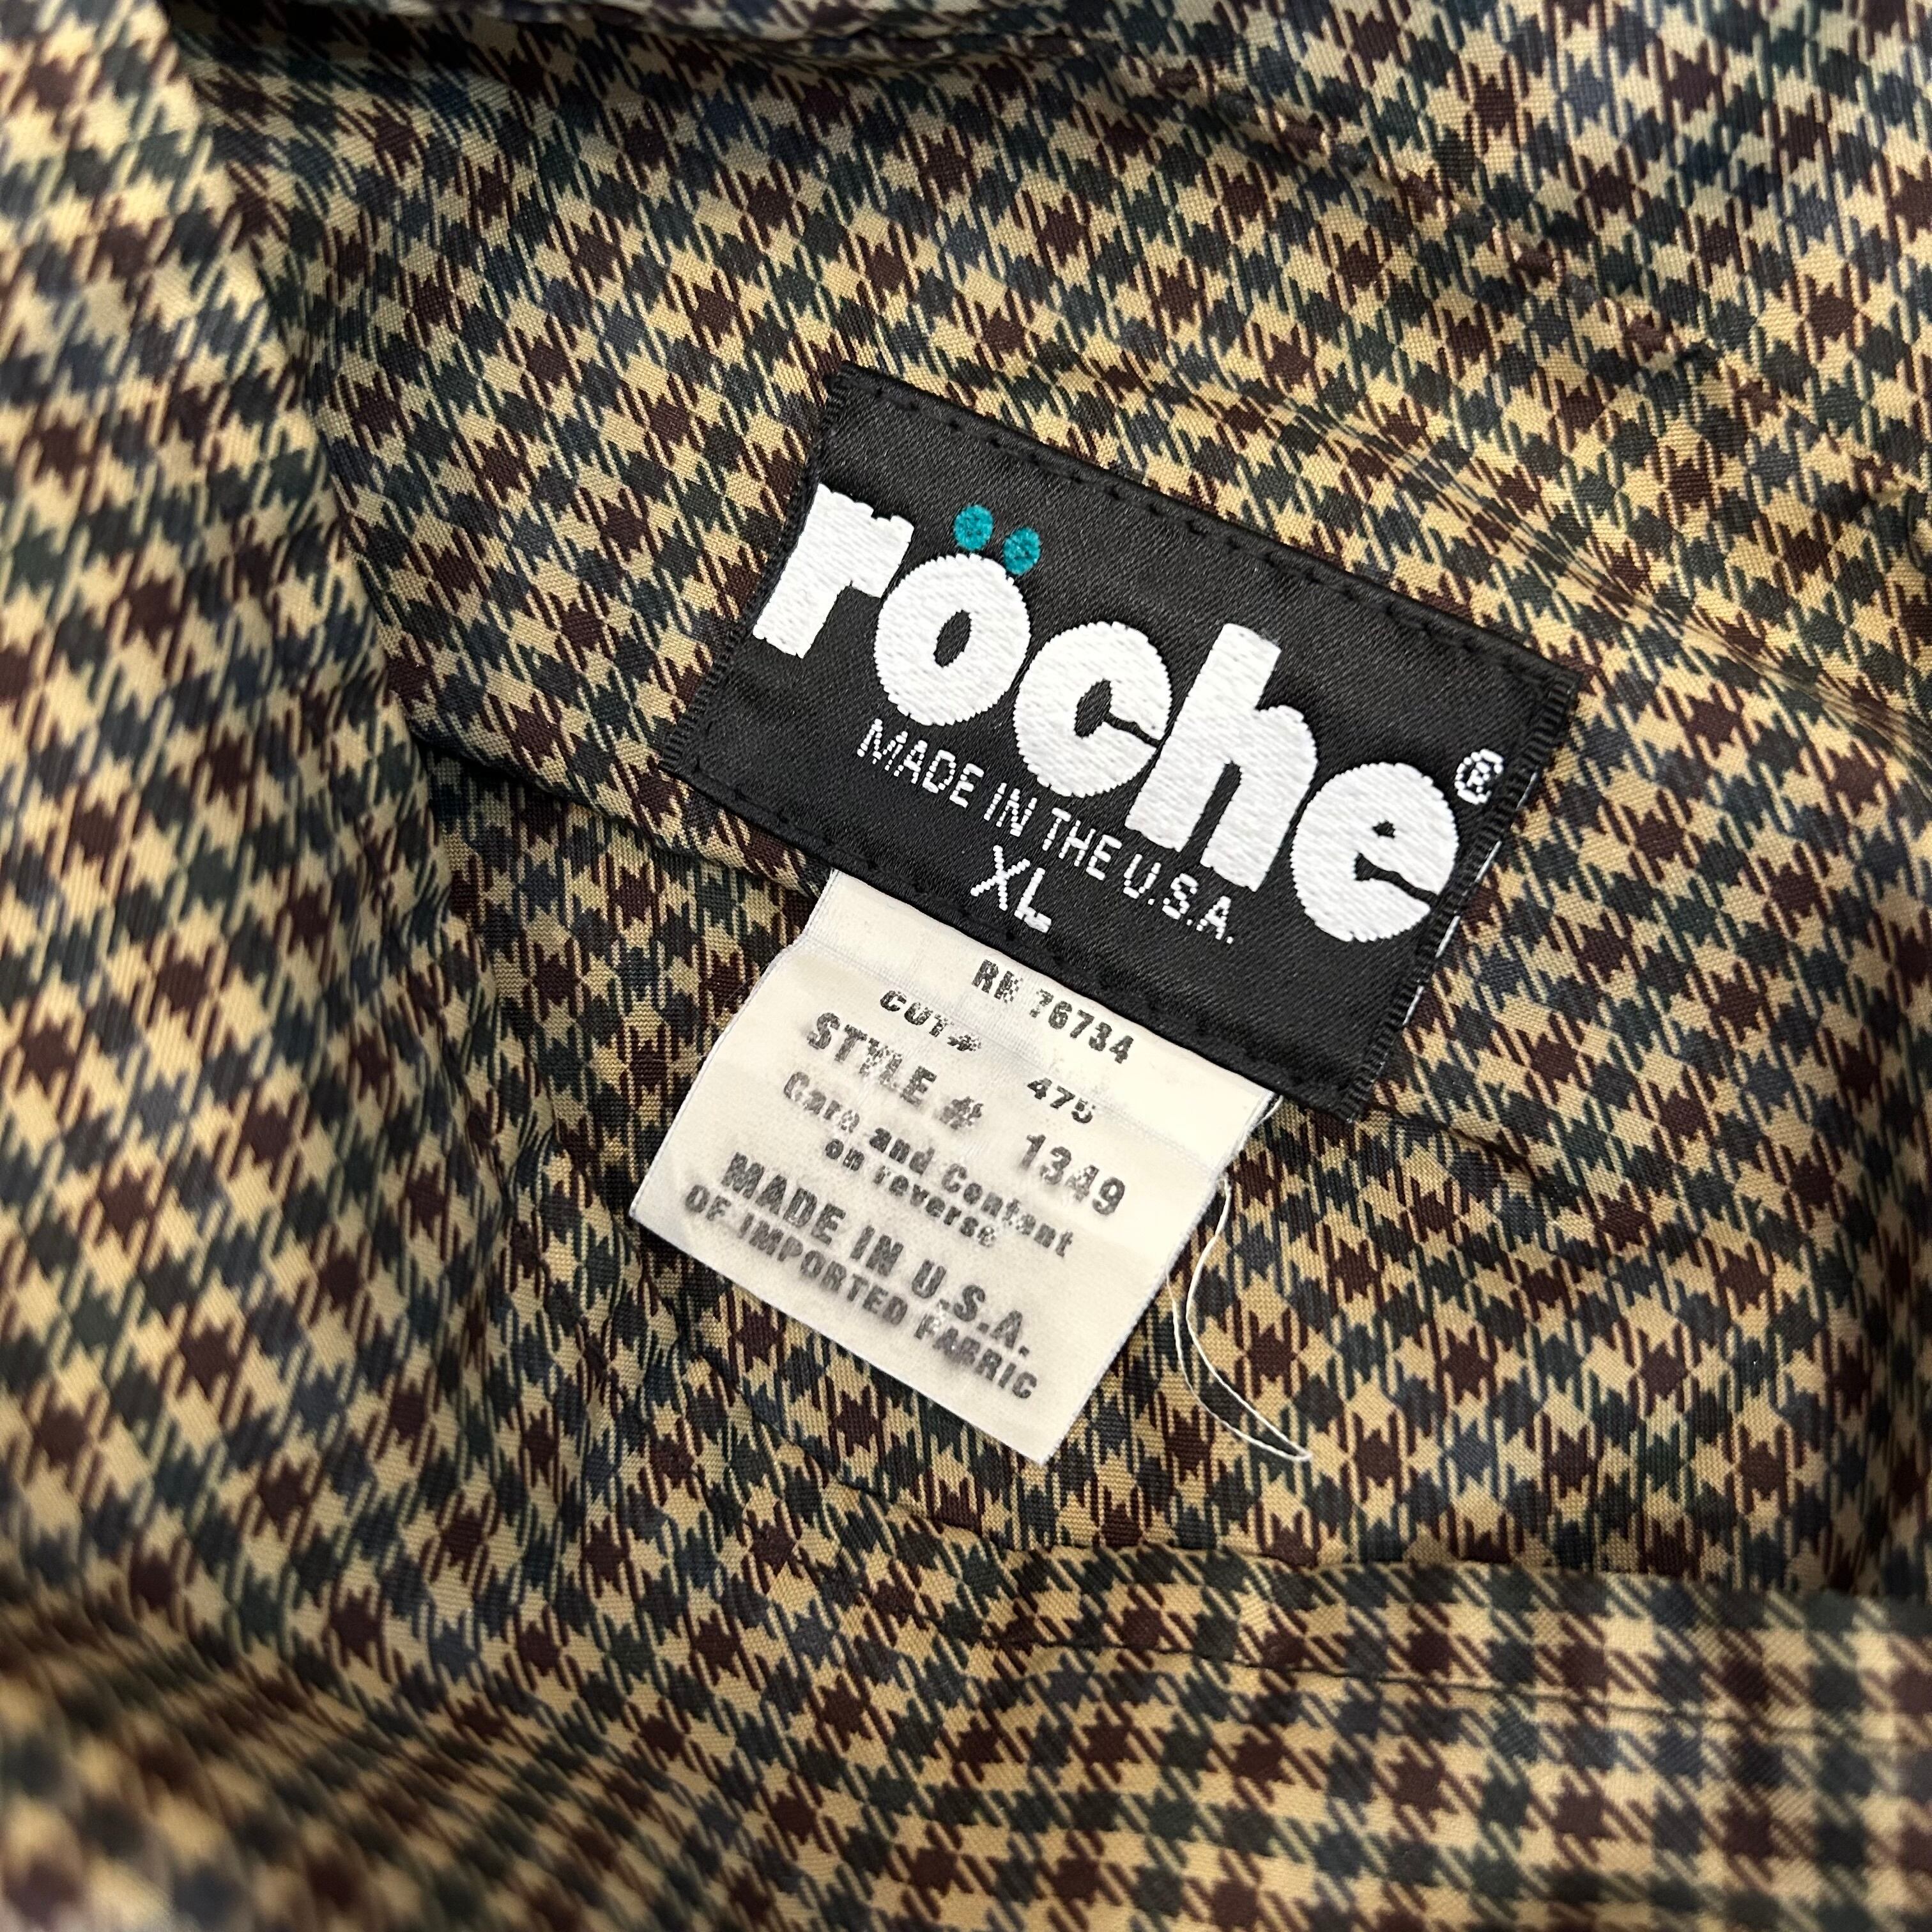 röche®
MADE IN THE U.S.A.
XL
RN 76734
CUT# 475
STYLE # 1349
Care and Content
on reverse
MADE IN U.S.A.
OF IMPORTED FABRIC